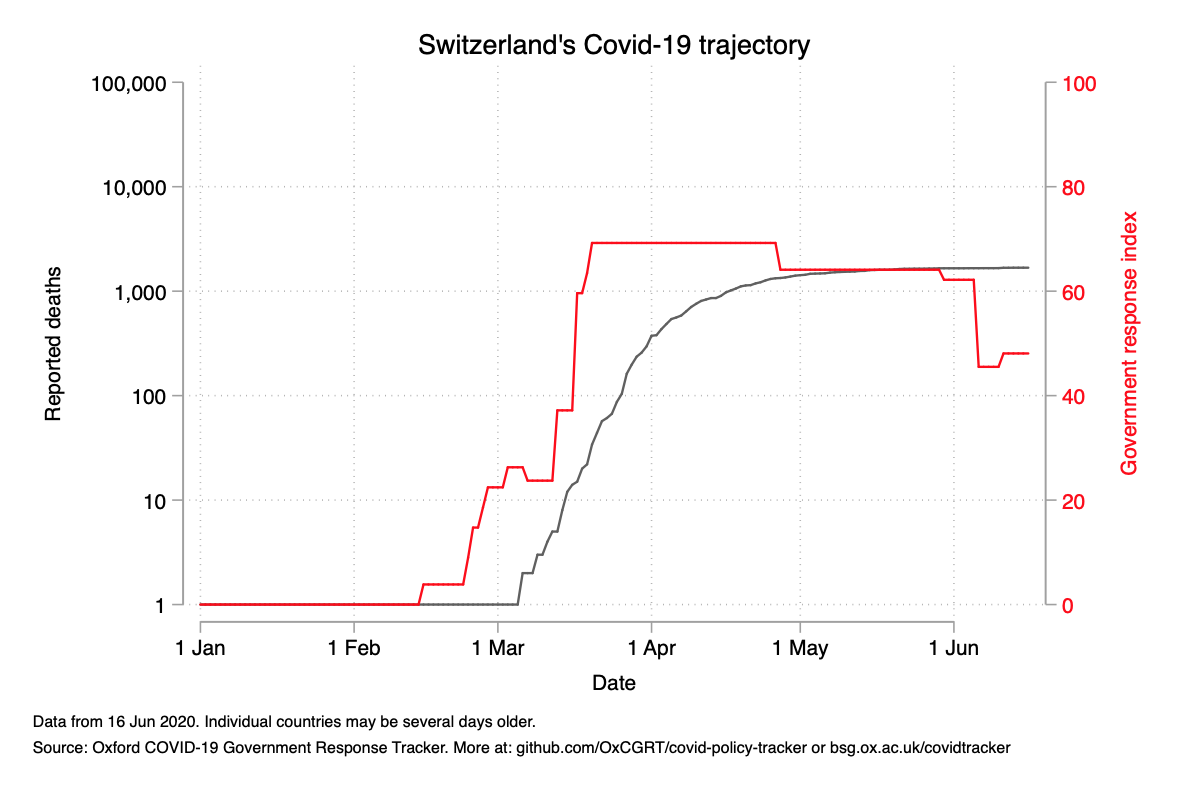 Switzerland's Covid-19 trajectory
100,000
10,000
1,000
100
10
1
Reported deaths
100
80
60
40
20
0
Government response index
1 Jan
1 Feb
1 Mar
1 Apr
1 May
1 Jun
Date
Data from 16 Jun 2020. Individual countries may be several days older.
Source: Oxford COVID-19 Government Response Tracker. More at: github.com/OxCGRT/covid-policy-tracker or bsg.ox.ac.uk/covidtracker